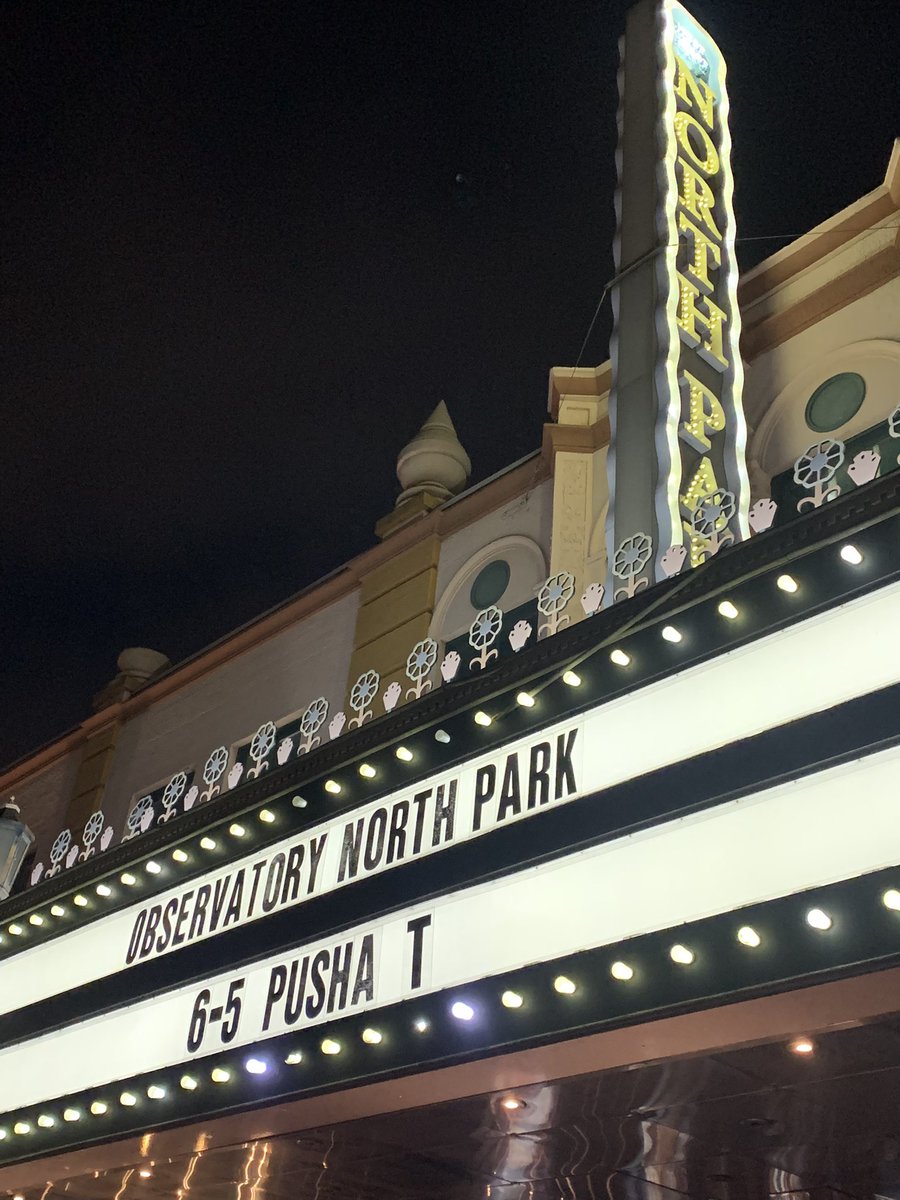 NORTH PA
OBSERVATORY NORTH PARK
6-5 PUSHA T